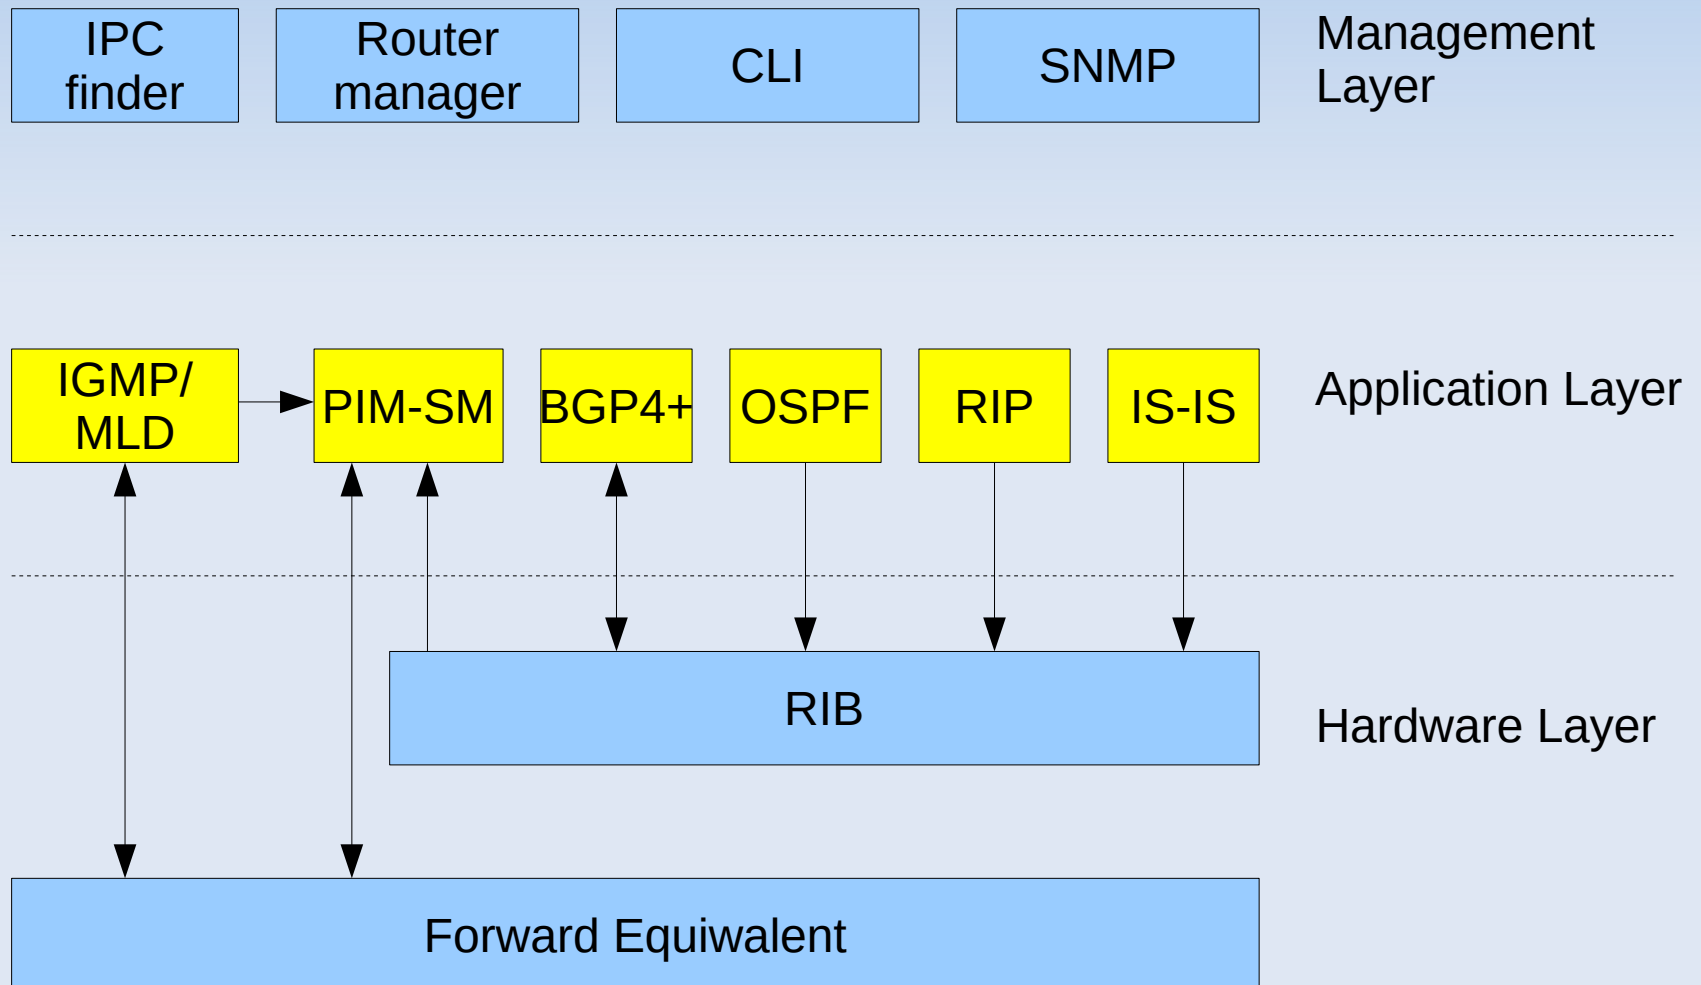 IPC
finder
Router
manager
CLI
SNMP
Management
Layer
IGMP/
MLD
PIM-SM
BGP4+
OSPF
RIP
IS-IS
Application Layer
RIB
Hardware Layer
Forward Equiwalent